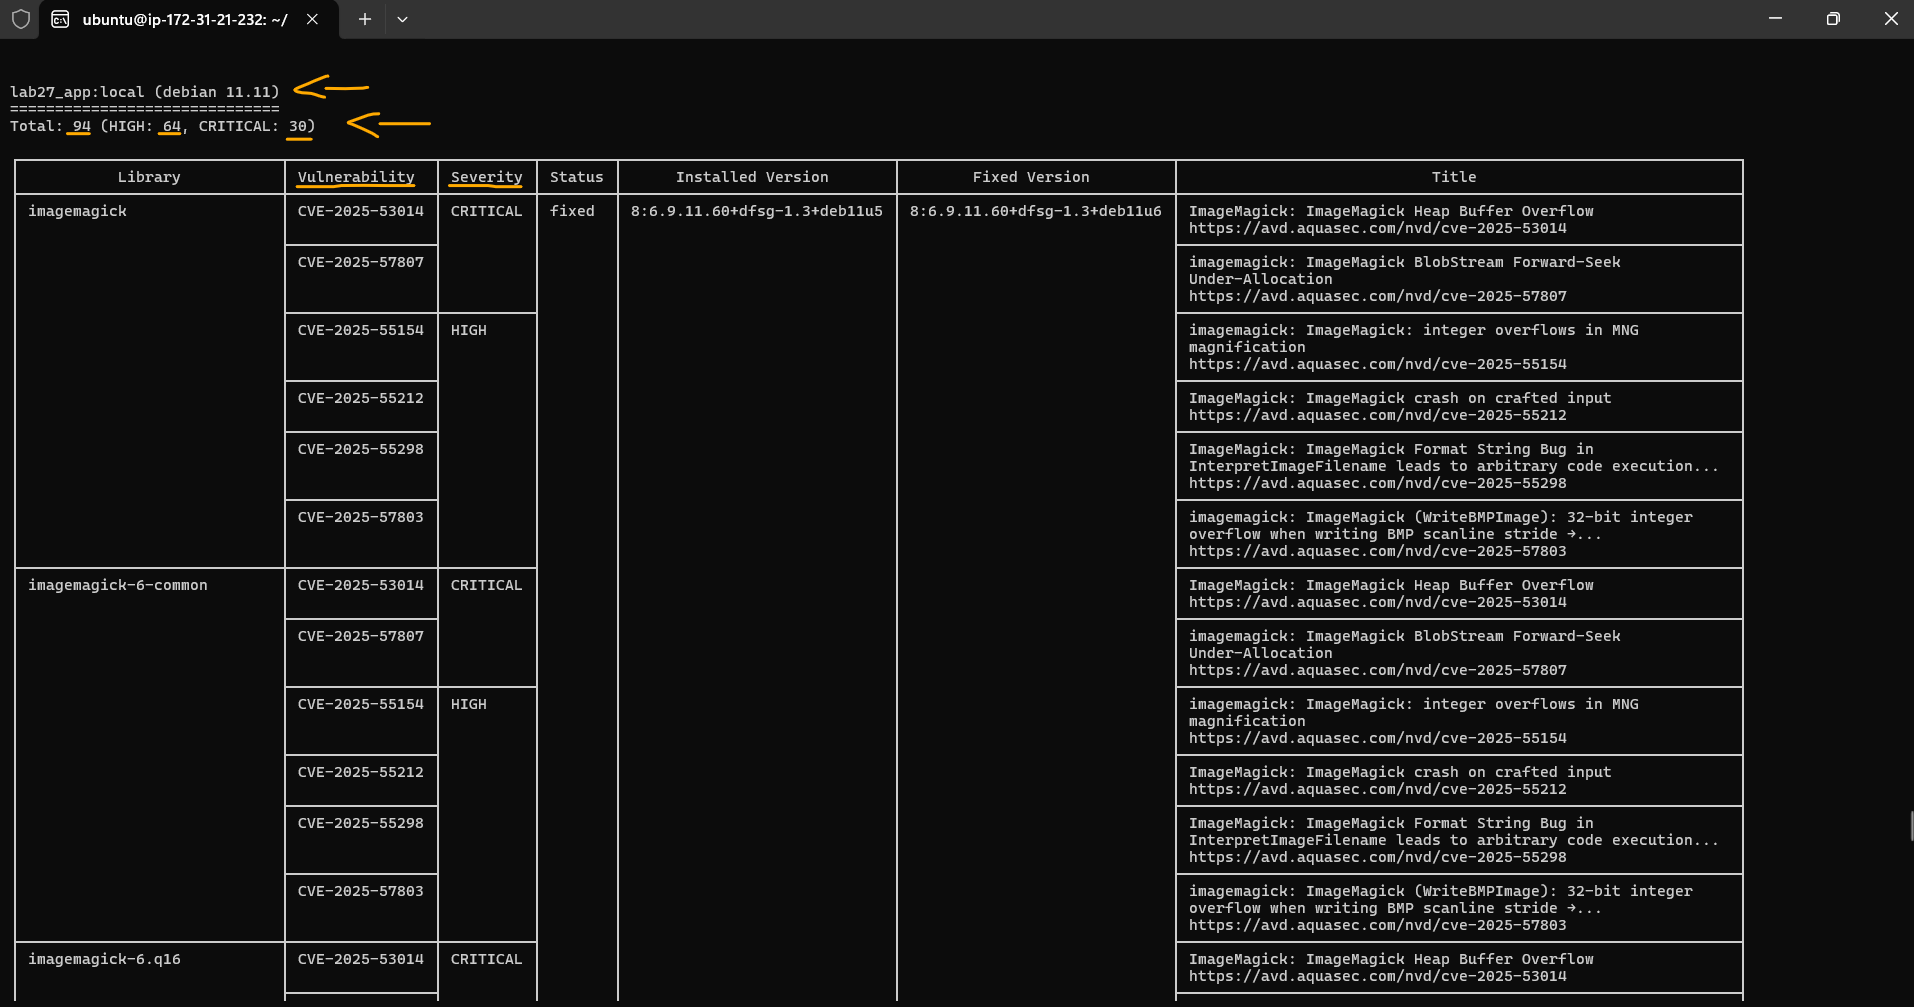 ubuntu@ip-172-31-21-232: ~/
lab27_app:local (debian 11.11)
==============================
Total: 94 (HIGH: 64, CRITICAL: 30)
Library Vulnerability Severity Status Installed Version Fixed Version Title
imagemagick CVE-2025-53014 CRITICAL fixed 8:6.9.11.60+dfsg-1.3+deb11u5 8:6.9.11.60+dfsg-1.3+deb11u6 ImageMagick: ImageMagick Heap Buffer Overflow
https://avd.aquasec.com/nvd/cve-2025-53014
CVE-2025-57807 imagemagick: ImageMagick BlobStream Forward-Seek
Under-Allocation
https://avd.aquasec.com/nvd/cve-2025-57807
CVE-2025-55154 HIGH imagemagick: ImageMagick: integer overflows in MNG
magnification
https://avd.aquasec.com/nvd/cve-2025-55154
CVE-2025-55212 ImageMagick: ImageMagick crash on crafted input
https://avd.aquasec.com/nvd/cve-2025-55212
CVE-2025-55298 ImageMagick: ImageMagick Format String Bug in
InterpretImageFilename leads to arbitrary code execution...
https://avd.aquasec.com/nvd/cve-2025-55298
CVE-2025-57803 imagemagick: ImageMagick (WriteBMPImage): 32-bit integer
overflow when writing BMP scanline stride →...
https://avd.aquasec.com/nvd/cve-2025-57803
imagemagick-6-common CVE-2025-53014 CRITICAL ImageMagick: ImageMagick Heap Buffer Overflow
https://avd.aquasec.com/nvd/cve-2025-53014
CVE-2025-57807 imagemagick: ImageMagick BlobStream Forward-Seek
Under-Allocation
https://avd.aquasec.com/nvd/cve-2025-57807
CVE-2025-55154 HIGH imagemagick: ImageMagick: integer overflows in MNG
magnification
https://avd.aquasec.com/nvd/cve-2025-55154
CVE-2025-55212 ImageMagick: ImageMagick crash on crafted input
https://avd.aquasec.com/nvd/cve-2025-55212
CVE-2025-55298 ImageMagick: ImageMagick Format String Bug in
InterpretImageFilename leads to arbitrary code execution...
https://avd.aquasec.com/nvd/cve-2025-55298
CVE-2025-57803 imagemagick: ImageMagick (WriteBMPImage): 32-bit integer
overflow when writing BMP scanline stride →...
https://avd.aquasec.com/nvd/cve-2025-57803
imagemagick-6.q16 CVE-2025-53014 CRITICAL ImageMagick: ImageMagick Heap Buffer Overflow
https://avd.aquasec.com/nvd/cve-2025-53014